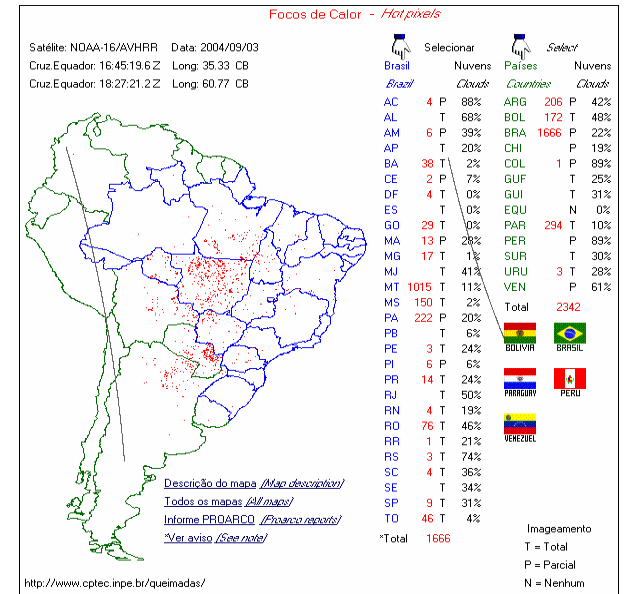 Focos de Calor - Hot pixels
Satélite: NOAA-16/AVHRR Data: 2004/09/03
Cruz.Equador: 16:45:19.6 Z Long: 35.33 CB
Cruz.Equador: 18:27:21.2 Z Long: 60.77 CB
Selecionar
Brasil Nuvens
Brazil Clouds
AC 4 P 88%
AL T 68%
AM 6 P 39%
AP T 20%
BA 38 T 2%
CE 2 P 7%
DF 4 T 0%
ES T 0%
GO 29 T 0%
MA 13 P 28%
MG 17 T 1%
MJ T 41%
MT 1015 T 11%
MS 150 T 2%
PA 222 P 20%
PB T 6%
PE 3 T 24%
PI 6 P 6%
PR 14 T 24%
RJ T 50%
RN 4 T 19%
RO 76 T 46%
RR 1 T 21%
RS 3 T 74%
SC 4 T 36%
SE T 34%
SP 9 T 31%
TO 46 T 4%
*Total 1666
Select
Países Nuvens
Countries Clouds
ARG 206 P 42%
BOL 172 T 48%
BRA 1666 P 22%
CHI P 19%
COL 1 P 89%
GUF T 25%
GUI T 31%
EQU N 0%
PAR 294 T 10%
PER P 89%
SUR T 30%
URU 3 T 28%
VEN P 61%
Total 2342
BOLIVIA BRASIL
PARAGUAY PERU
VENEZUEL
Imageamento
T = Total
P = Parcial
N = Nenhum
Descrição do mapa (Map description)
Todos os mapas (All maps)
Informe PROARCO (Proarco reports)
*Ver aviso (See note)
http://www.cptec.inpe.br/queimadas/